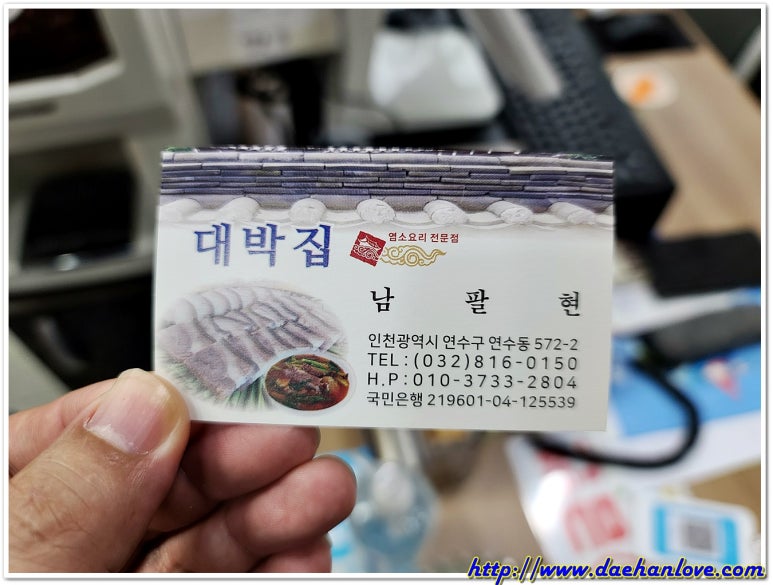 대박집
염소요리 전문점
남 팔 현
인천광역시 연수구 연수동 572-2
TEL : (032)816-0150
H.P : 010-3733-2804
국민은행 219601-04-125539
http://www.daehanlove.com